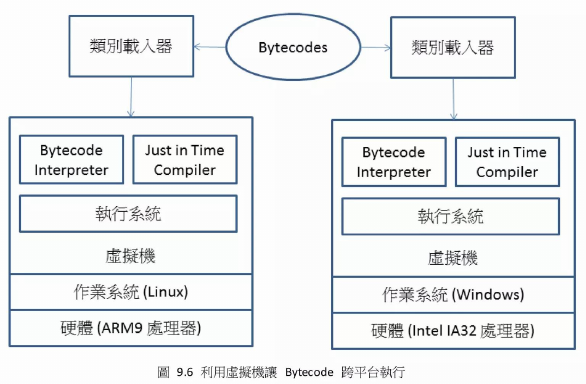 類別載入器
Bytecodes
類別載入器
Bytecode
Interpreter
Just in Time
Compiler
執行系統
虛擬機
作業系統 (Linux)
硬體 (ARM9 處理器)
Bytecode
Interpreter
Just in Time
Compiler
執行系統
虛擬機
作業系統 (Windows)
硬體 (Intel IA32 處理器)
圖 9.6 利用虛擬機讓 Bytecode 跨平台執行